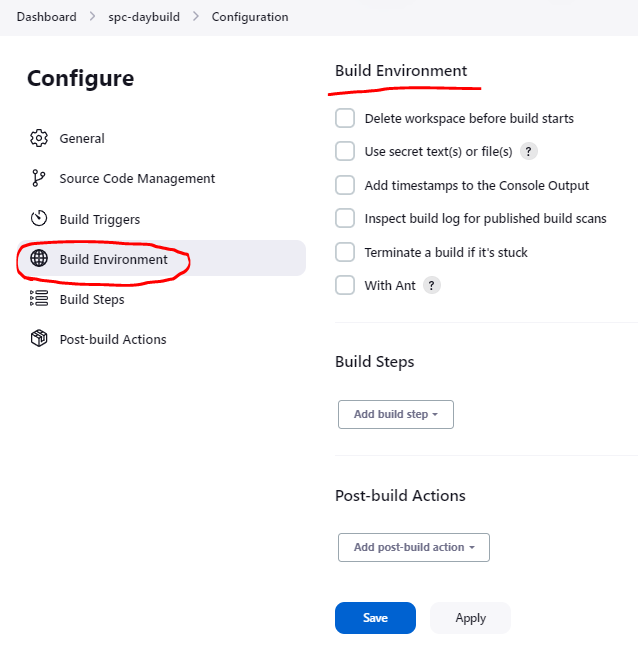 Dashboard > spc-daybuild > Configuration
Configure
General
Source Code Management
Build Triggers
Build Environment
Build Steps
Post-build Actions
Build Environment
Delete workspace before build starts
Use secret text(s) or file(s) ?
Add timestamps to the Console Output
Inspect build log for published build scans
Terminate a build if it's stuck
With Ant ?
Build Steps
Add build step
Post-build Actions
Add post-build action
Save Apply